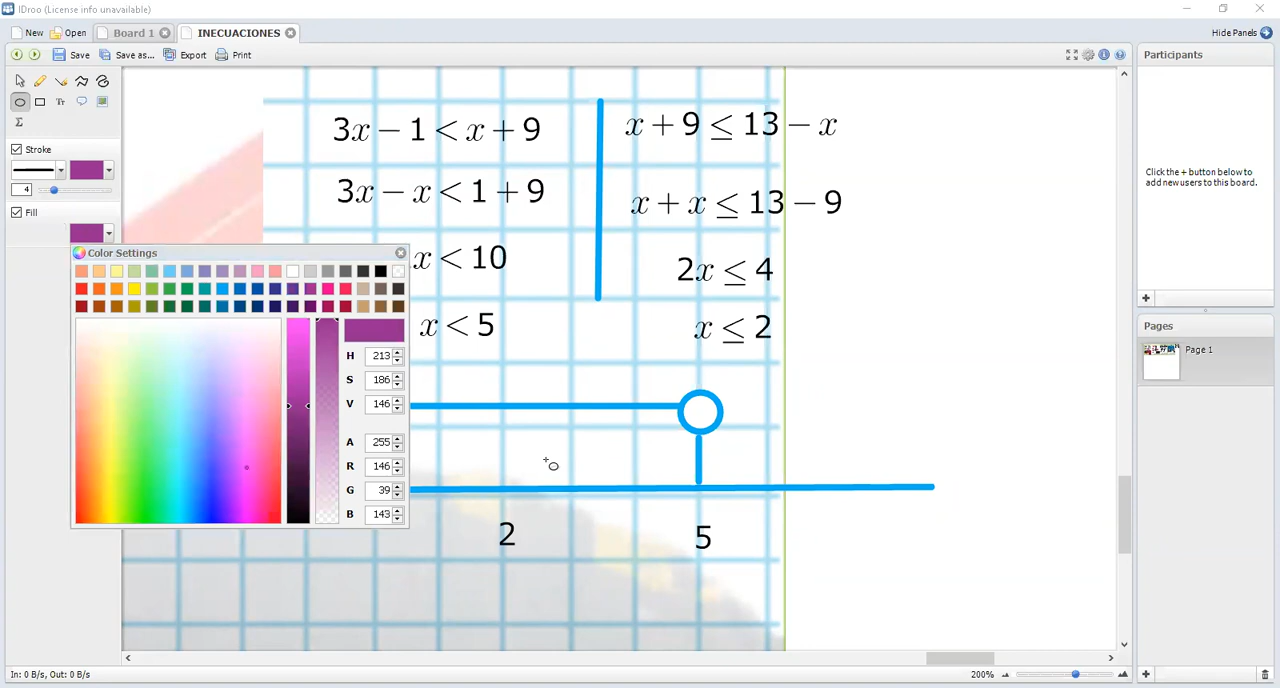 IDroo (License info unavailable)
New Open Board 1 INECUACIONES Hide Panels
Save Save as... Export Print
Participants
Click the + button below to
add new users to this board.
Pages
Page 1
Tr
Σ
Stroke
4
Fill
Color Settings
H 213
S 186
V 146
A 255
R 146
G 39
B 143
3x − 1 < x + 9
3x − x < 1 + 9
x < 10
x < 5
x + 9 ≤ 13 − x
x + x ≤ 13 − 9
2x ≤ 4
x ≤ 2
2 5
In: 0 B/s, Out: 0 B/s
200%